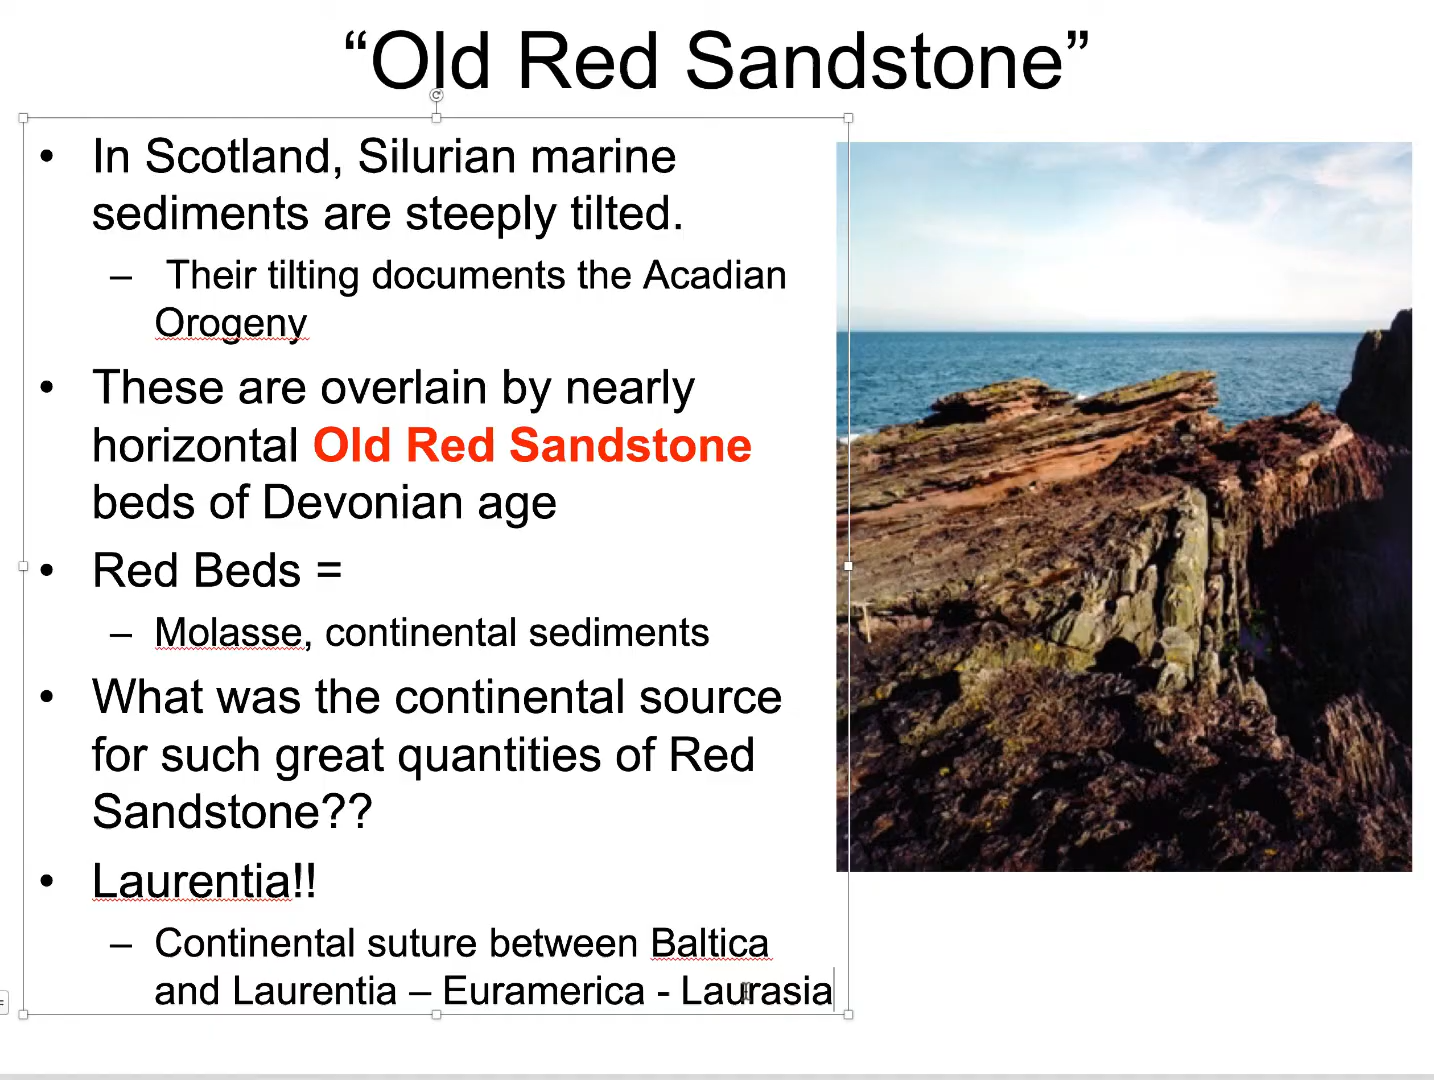 “Old Red Sandstone”
• In Scotland, Silurian marine
sediments are steeply tilted.
– Their tilting documents the Acadian
Orogeny
• These are overlain by nearly
horizontal Old Red Sandstone
beds of Devonian age
• Red Beds =
– Molasse, continental sediments
• What was the continental source
for such great quantities of Red
Sandstone??
• Laurentia!!
– Continental suture between Baltica
and Laurentia – Euramerica - Laurasia